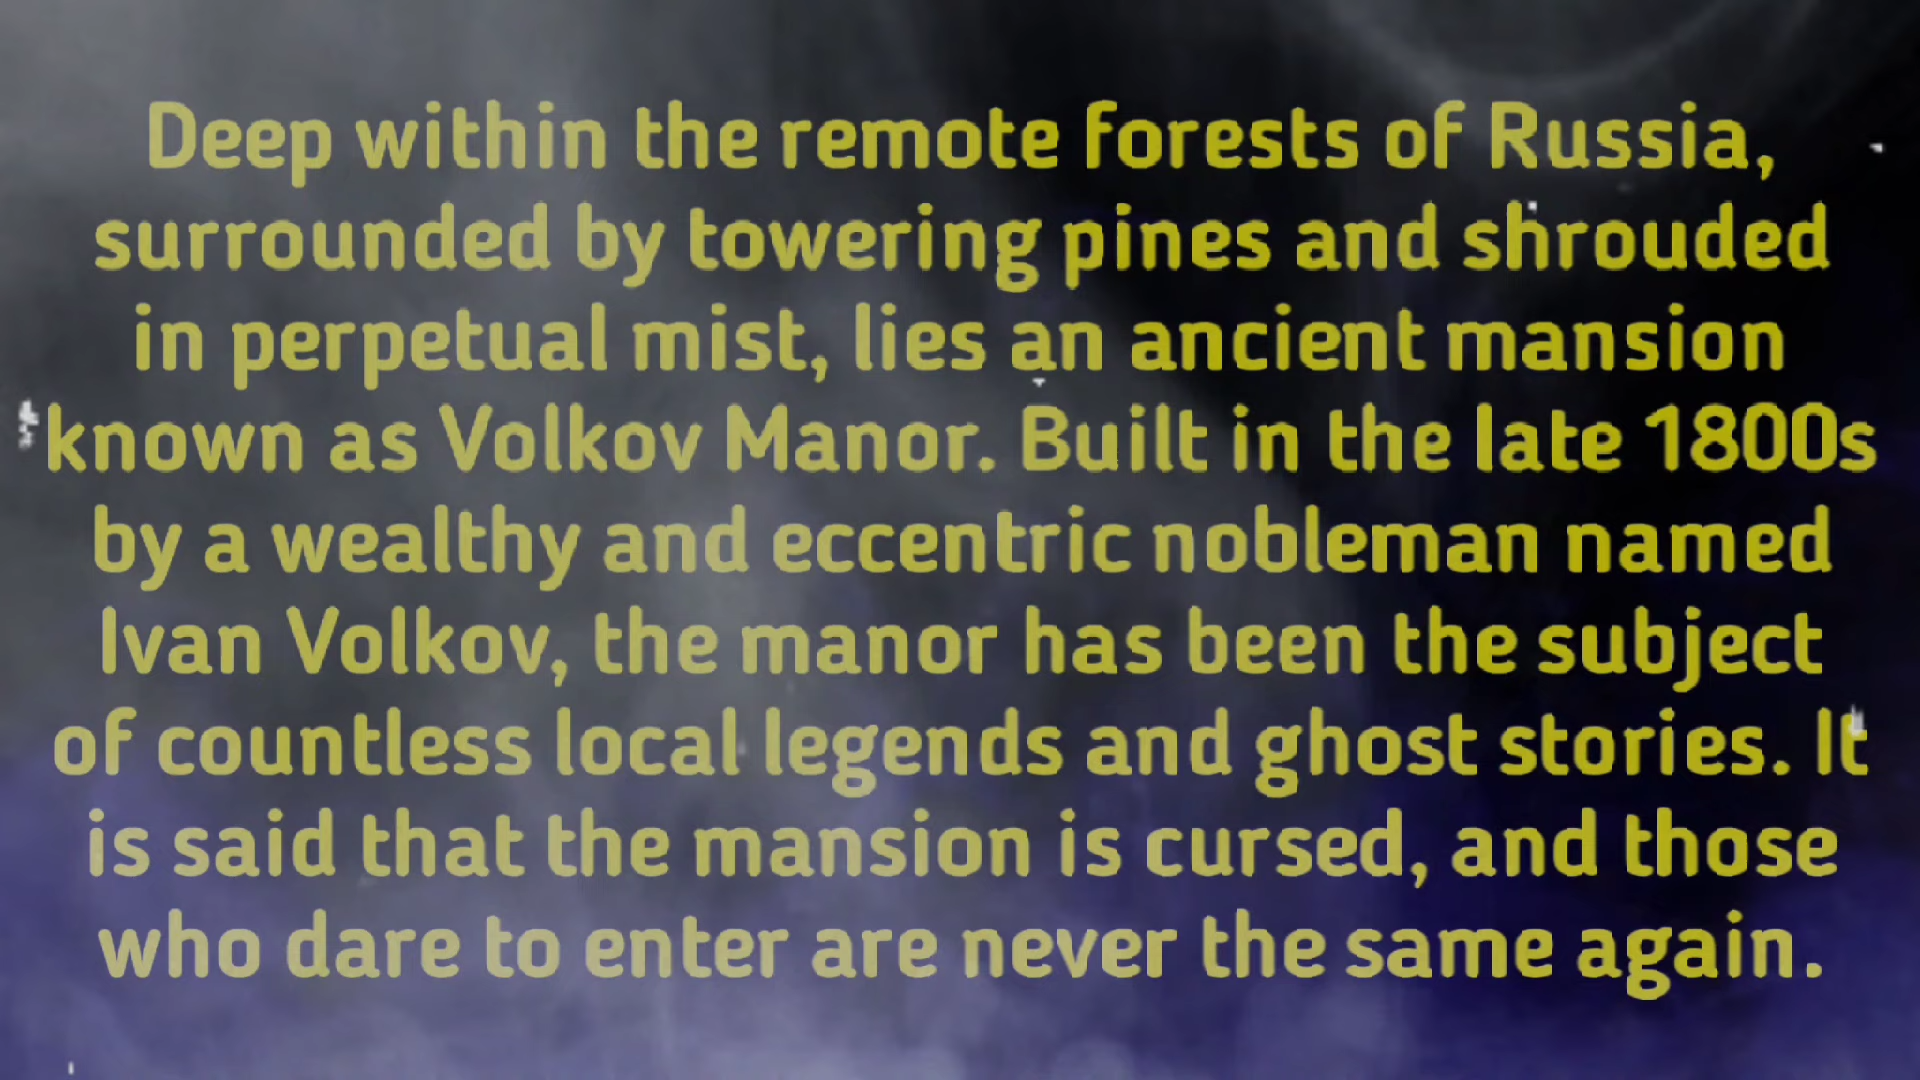 Deep within the remote forests of Russia,
surrounded by towering pines and shrouded
in perpetual mist, lies an ancient mansion
known as Volkov Manor. Built in the late 1800s
by a wealthy and eccentric nobleman named
Ivan Volkov, the manor has been the subject
of countless local legends and ghost stories. It
is said that the mansion is cursed, and those
who dare to enter are never the same again.